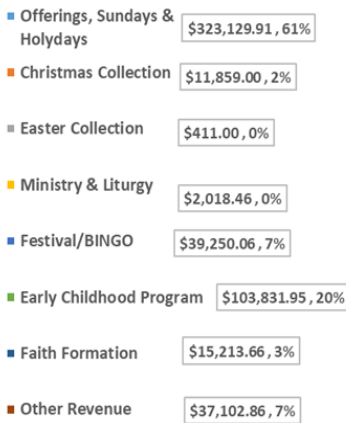 Offerings, Sundays &
Holydays
$323,129.91 , 61%
Christmas Collection
$11,859.00 , 2%
Easter Collection
$411.00 , 0%
Ministry & Liturgy
$2,018.46 , 0%
Festival/BINGO
$39,250.06 , 7%
Early Childhood Program
$103,831.95 , 20%
Faith Formation
$15,213.66 , 3%
Other Revenue
$37,102.86 , 7%